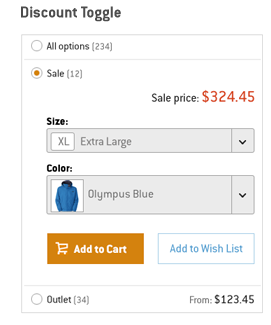 Discount Toggle
All options (234)
Sale (12)
Sale price: $324.45
Size:
XL Extra Large
Color:
Olympus Blue
Add to Cart
Add to Wish List
Outlet (34) From: $123.45